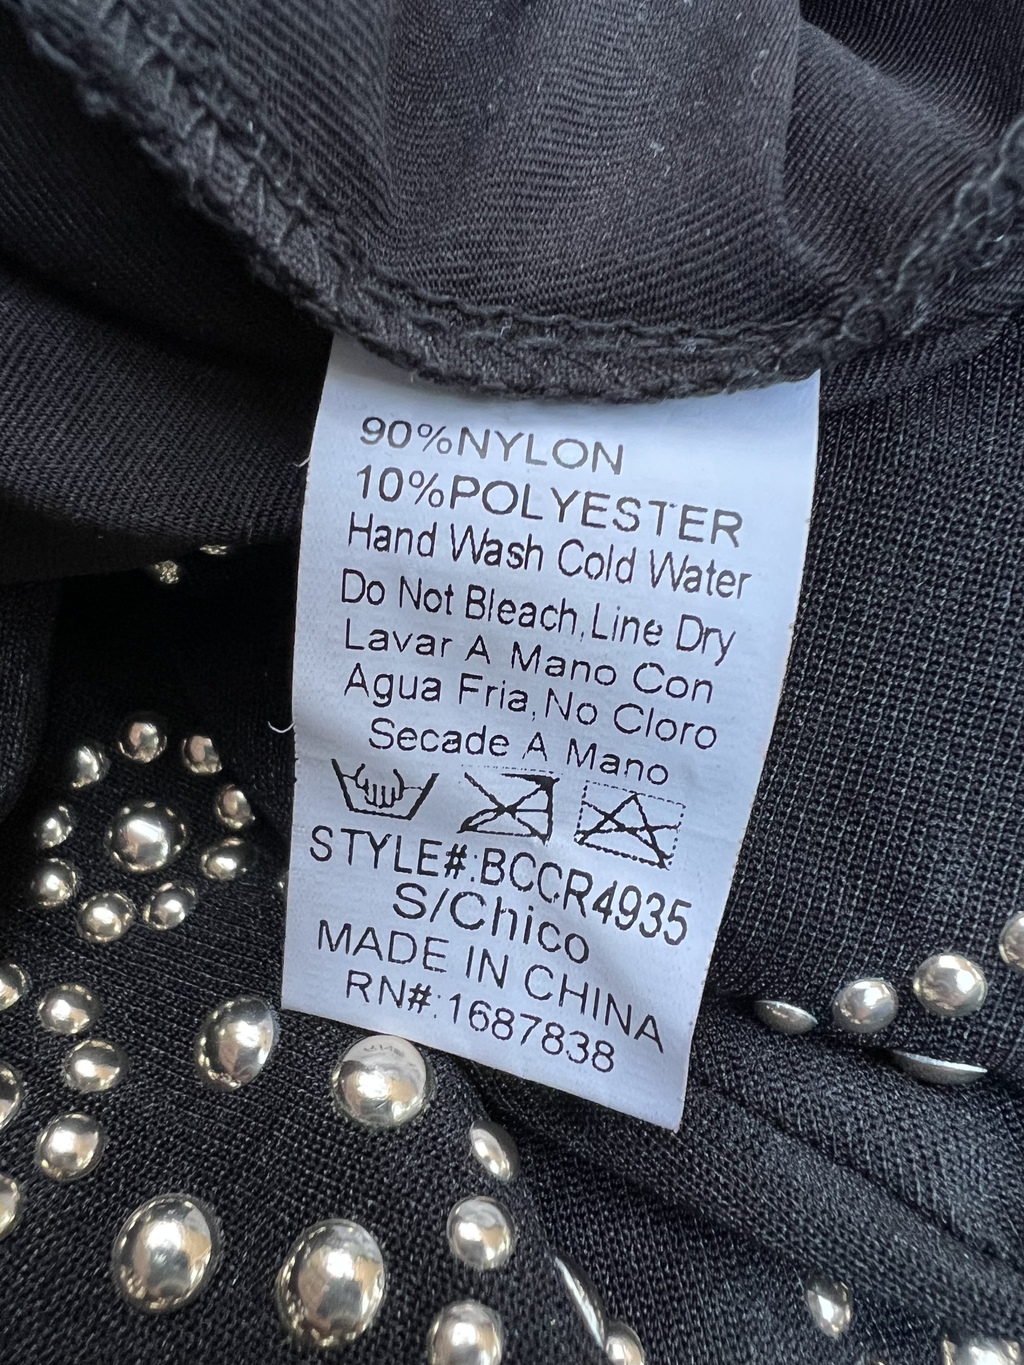 90%NYLON
10%POLYESTER
Hand Wash Cold Water
Do Not Bleach,Line Dry
Lavar A Mano Con
Agua Fria,No Cloro
Secade A Mano
STYLE#:BCCR4935
S/Chico
MADE IN CHINA
RN#:1687838